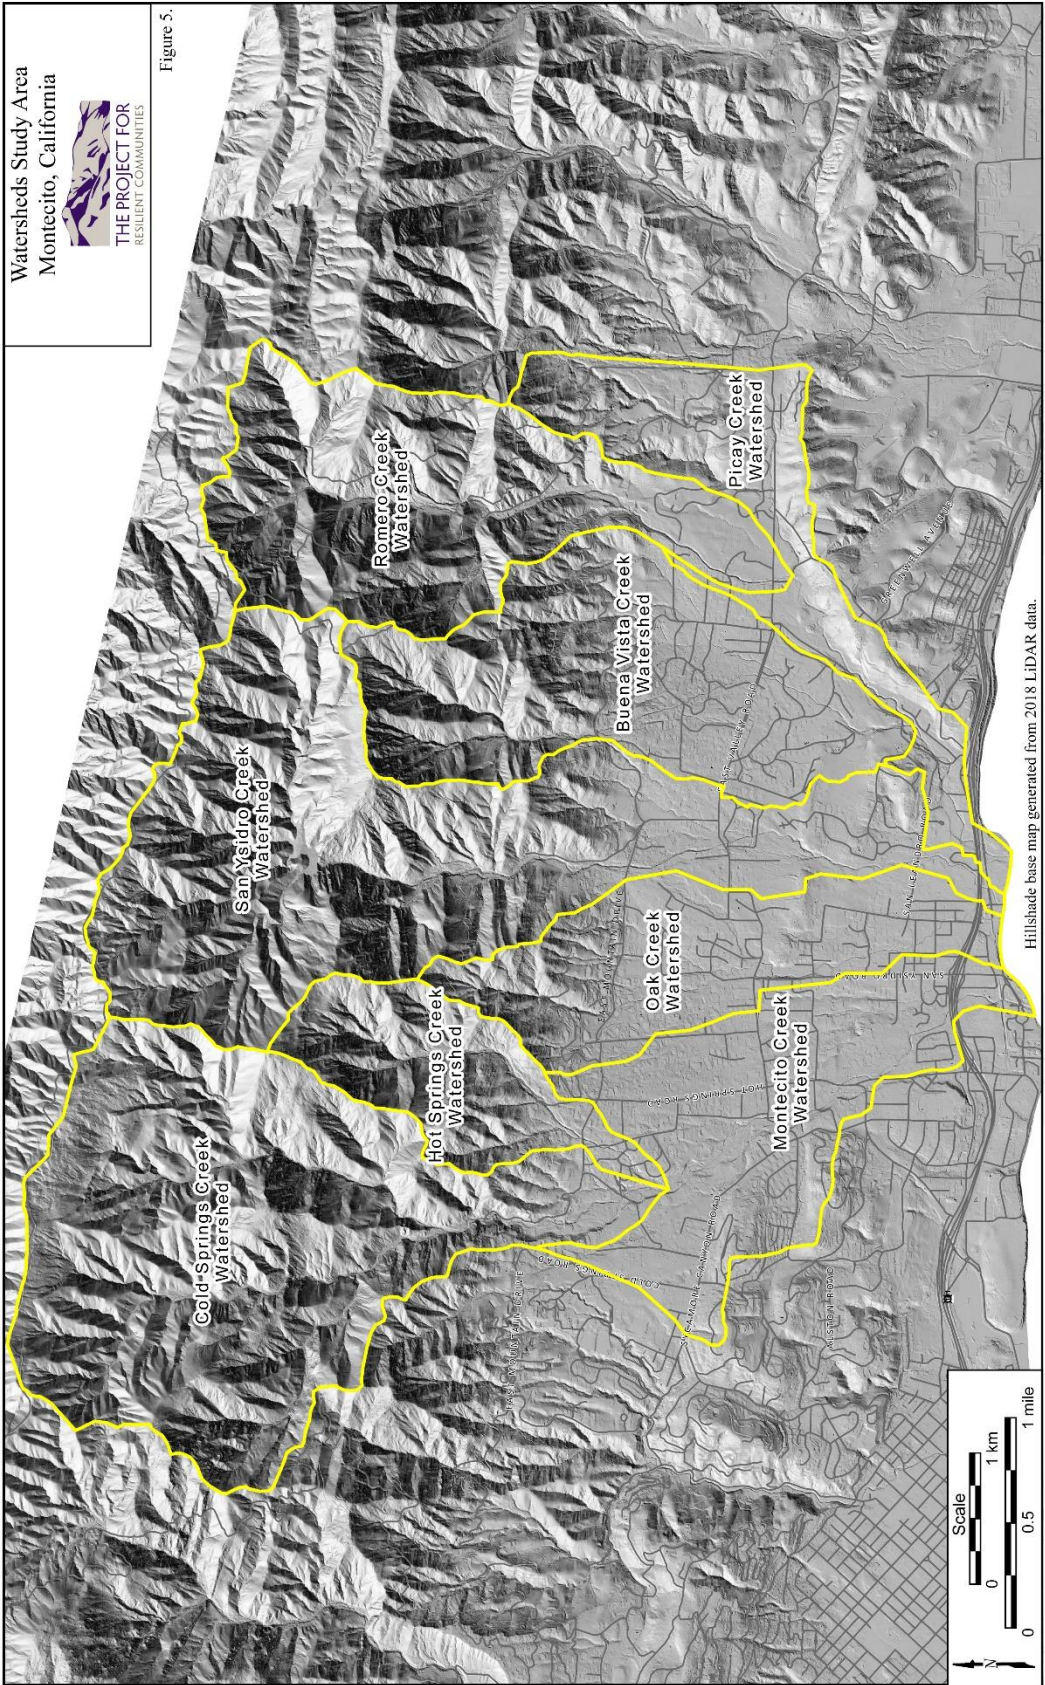 Watersheds Study Area
Montecito, California
THE PROJECT FOR
RESILIENT COMMUNITIES
Figure 5.
Cold Springs Creek
Watershed
San Ysidro Creek
Watershed
Romero Creek
Watershed
Hot Springs Creek
Watershed
Buena Vista Creek
Watershed
Oak Creek
Watershed
Picay Creek
Watershed
Montecito Creek
Watershed
EAST MOUNTAIN DRIVE
COLD SPRINGS ROAD
SYCAMORE CANYON ROAD
HOT SPRINGS ROAD
EAST VALLEY ROAD
SAN YSIDRO ROAD
SAN LEANDRO
GREENWELL AVENUE
ROAD
MOUNTAIN DRIVE
Scale
0
1 km
0
0.5
1 mile
N
Hillshade base map generated from 2018 LiDAR data.